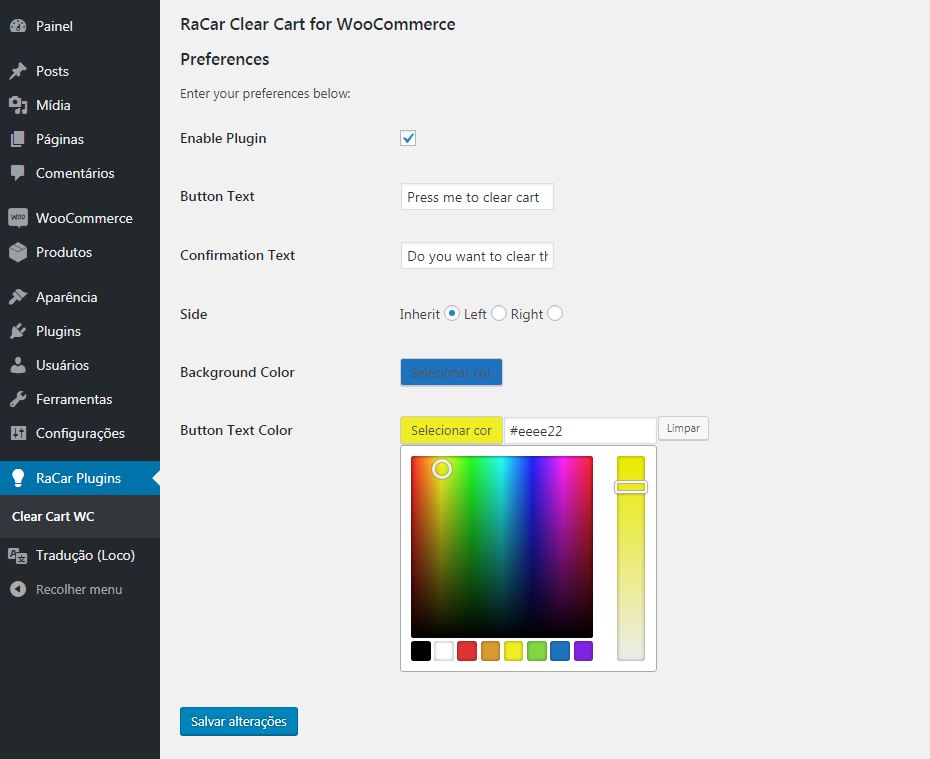 Painel
Posts
Mídia
Páginas
Comentários
WOO
WooCommerce
Produtos
Aparência
Plugins
Usuários
Ferramentas
Configurações
RaCar Plugins
Clear Cart WC
Tradução (Loco)
Recolher menu
RaCar Clear Cart for WooCommerce
Preferences
Enter your preferences below:
Enable Plugin
Button Text
Press me to clear cart
Confirmation Text
Do you want to clear th
Side
Inherit Left Right
Background Color
Selecionar cor
Button Text Color
Selecionar cor #eeee22 Limpar
Salvar alterações